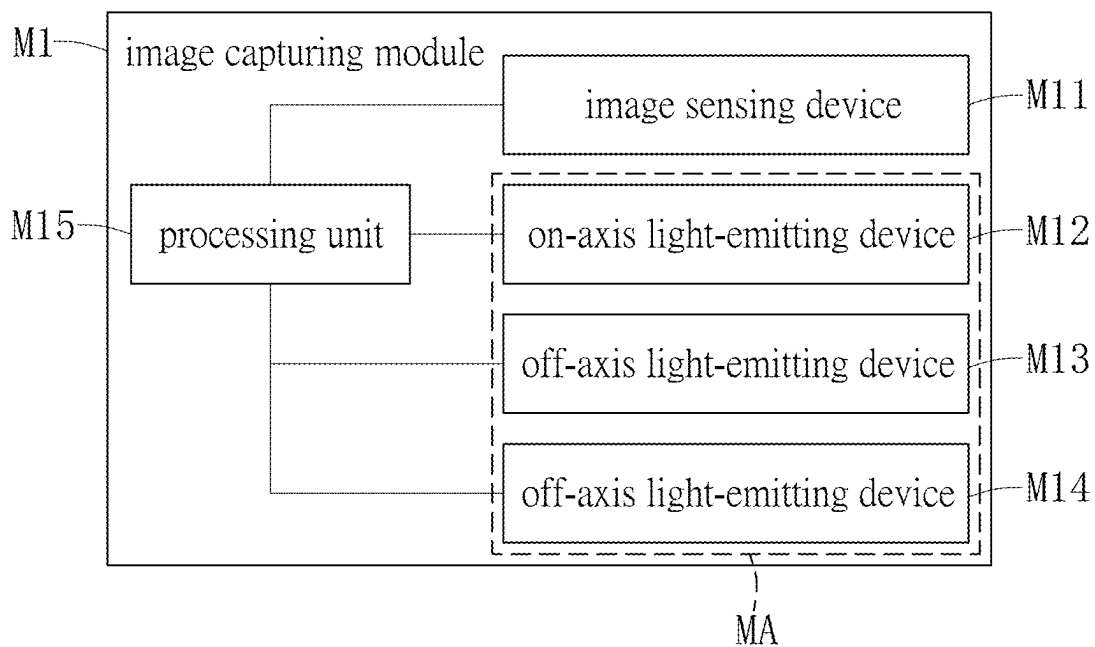 M1
image capturing module
image sensing device
M11
M15
processing unit
on-axis light-emitting device
M12
off-axis light-emitting device
M13
off-axis light-emitting device
M14
MA